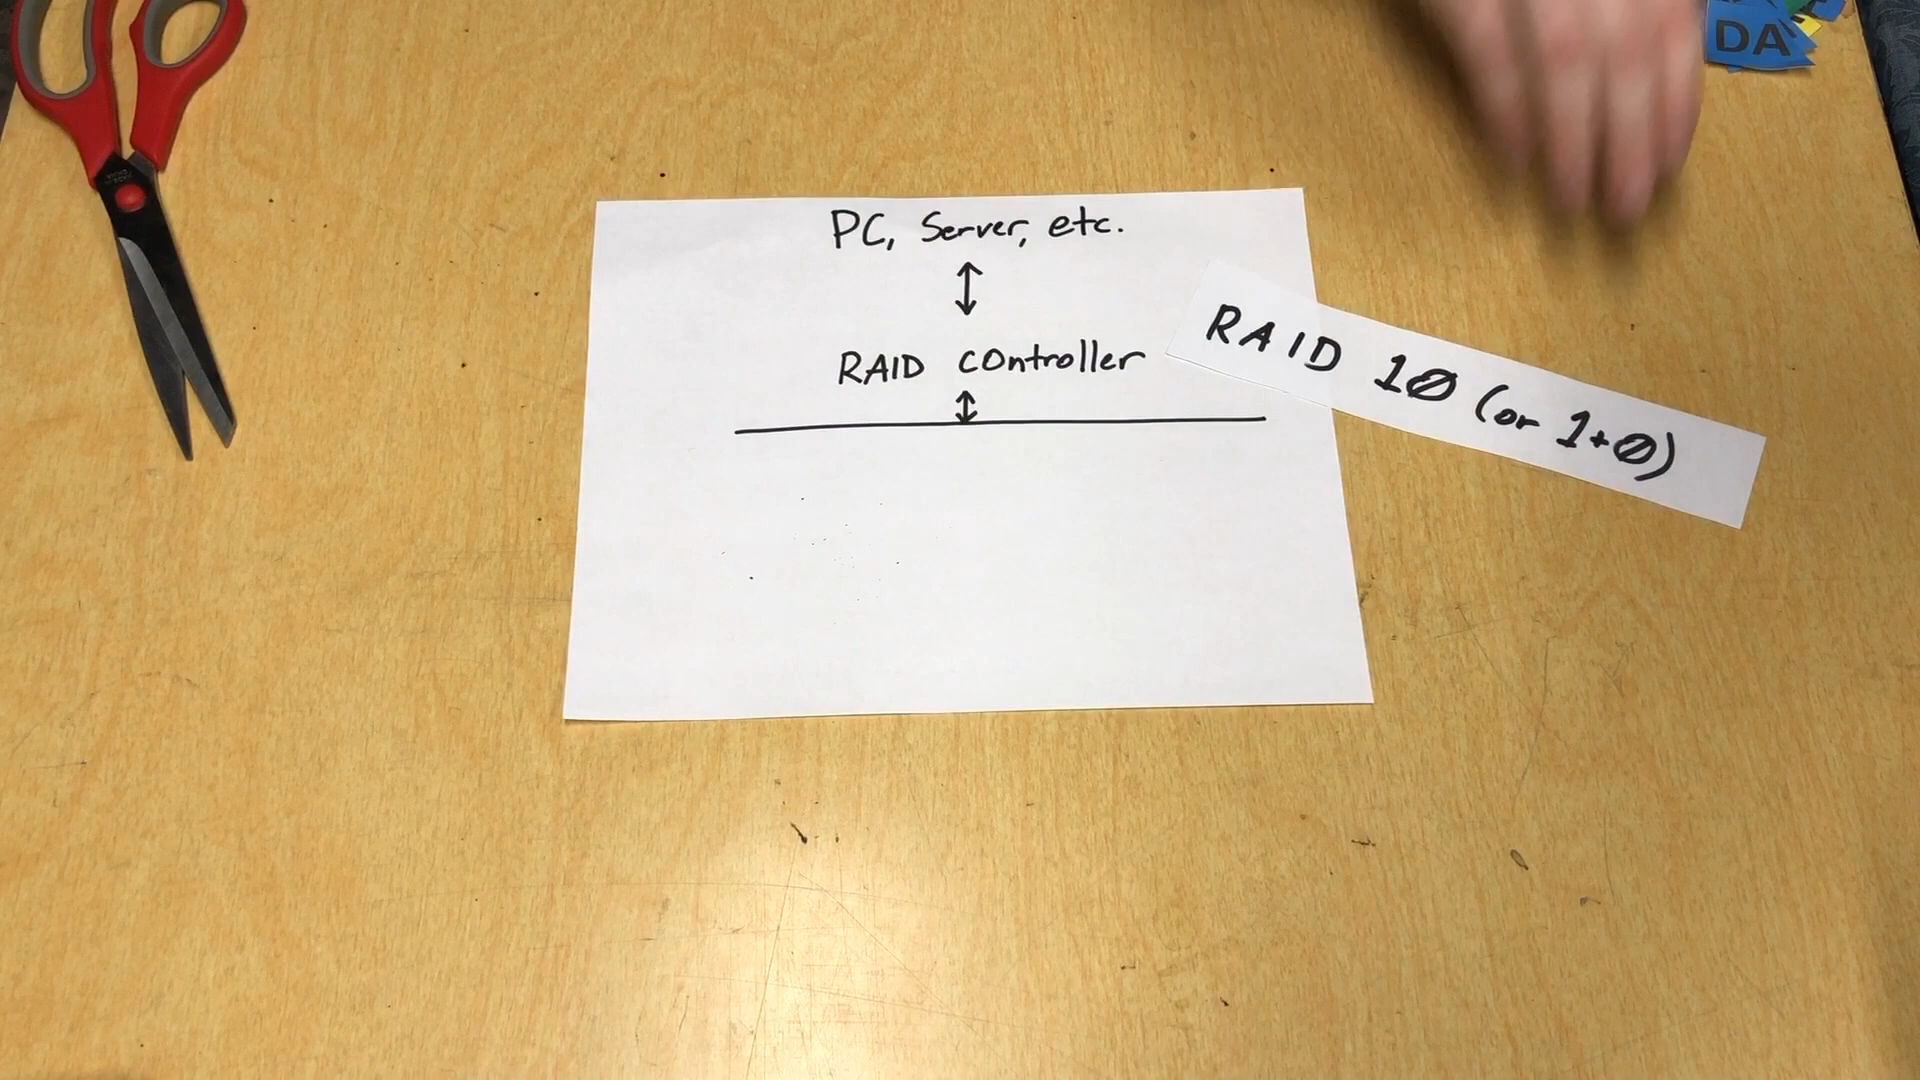 DA
PC, Server, etc.
RAID controller
RAID 10 (or 1+0)